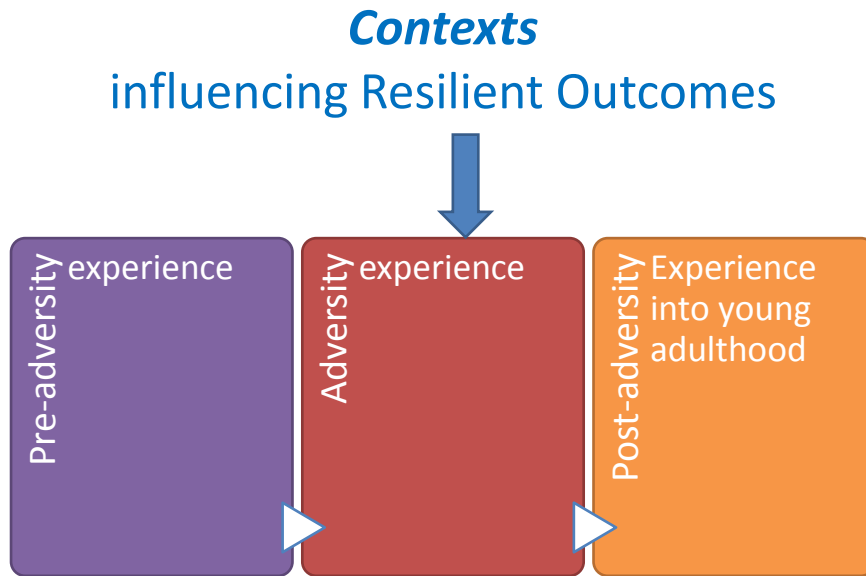 Contexts
influencing Resilient Outcomes
Pre-adversity
experience
Adversity
experience
Post-adversity
Experience
into young
adulthood